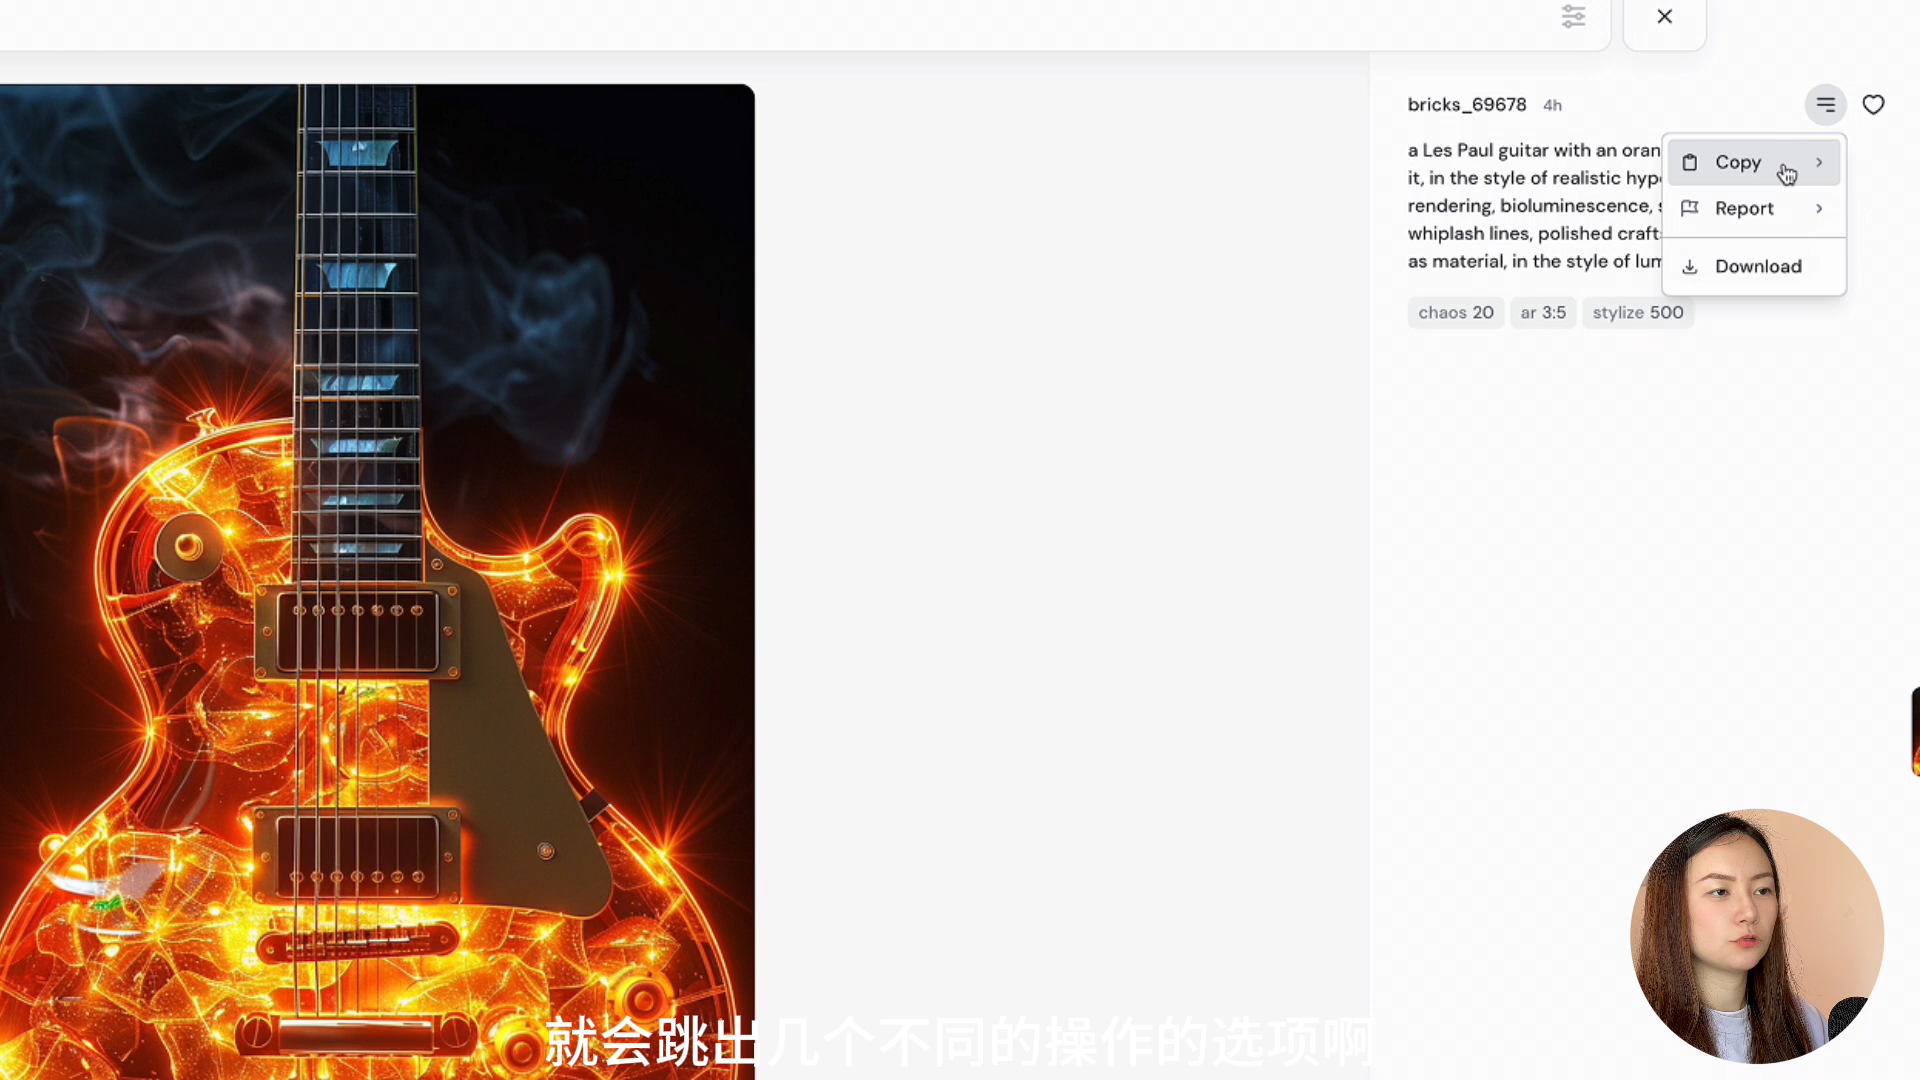 bricks_69678 4h
a Les Paul guitar with an oran
it, in the style of realistic hyp
rendering, bioluminescence,
whiplash lines, polished craft
as material, in the style of lum
chaos 20 ar 3:5 stylize 500
Copy
Report
Download
就会跳出几个不同的操作的选项啊